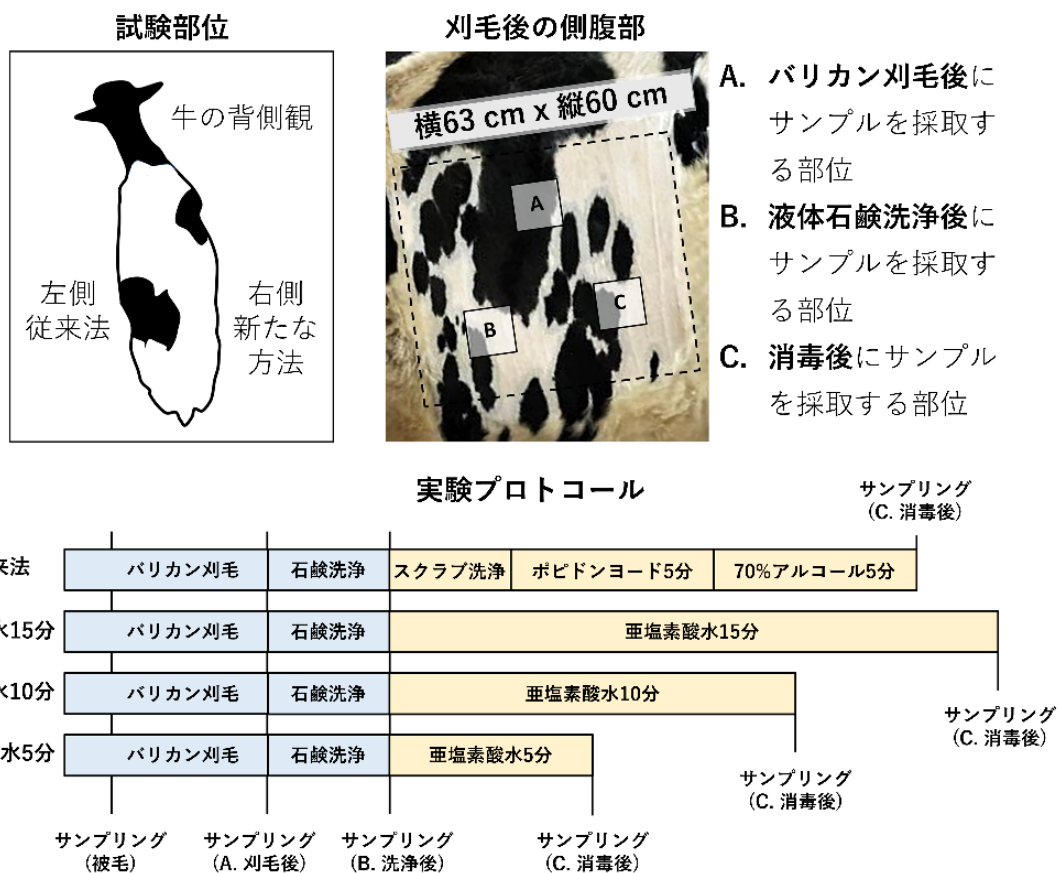 試験部位
刈毛後の側腹部
牛の背側観
左側
従来法
右側
新たな
方法
横63 cm x 縦60 cm
A
B
C
A. バリカン刈毛後に
サンプルを採取す
る部位
B. 液体石鹸洗浄後に
サンプルを採取す
る部位
C. 消毒後にサンプル
を採取する部位
実験プロトコール
サンプリング
(C. 消毒後)
来法
バリカン刈毛
石鹸洗浄
スクラブ洗浄
ポピドンヨード5分
70%アルコール5分
水15分
バリカン刈毛
石鹸洗浄
亜塩素酸水15分
水10分
バリカン刈毛
石鹸洗浄
亜塩素酸水10分
水5分
バリカン刈毛
石鹸洗浄
亜塩素酸水5分
サンプリング
(C. 消毒後)
サンプリング
(C. 消毒後)
サンプリング
(被毛)
サンプリング
(A. 刈毛後)
サンプリング
(B. 洗浄後)
サンプリング
(C. 消毒後)